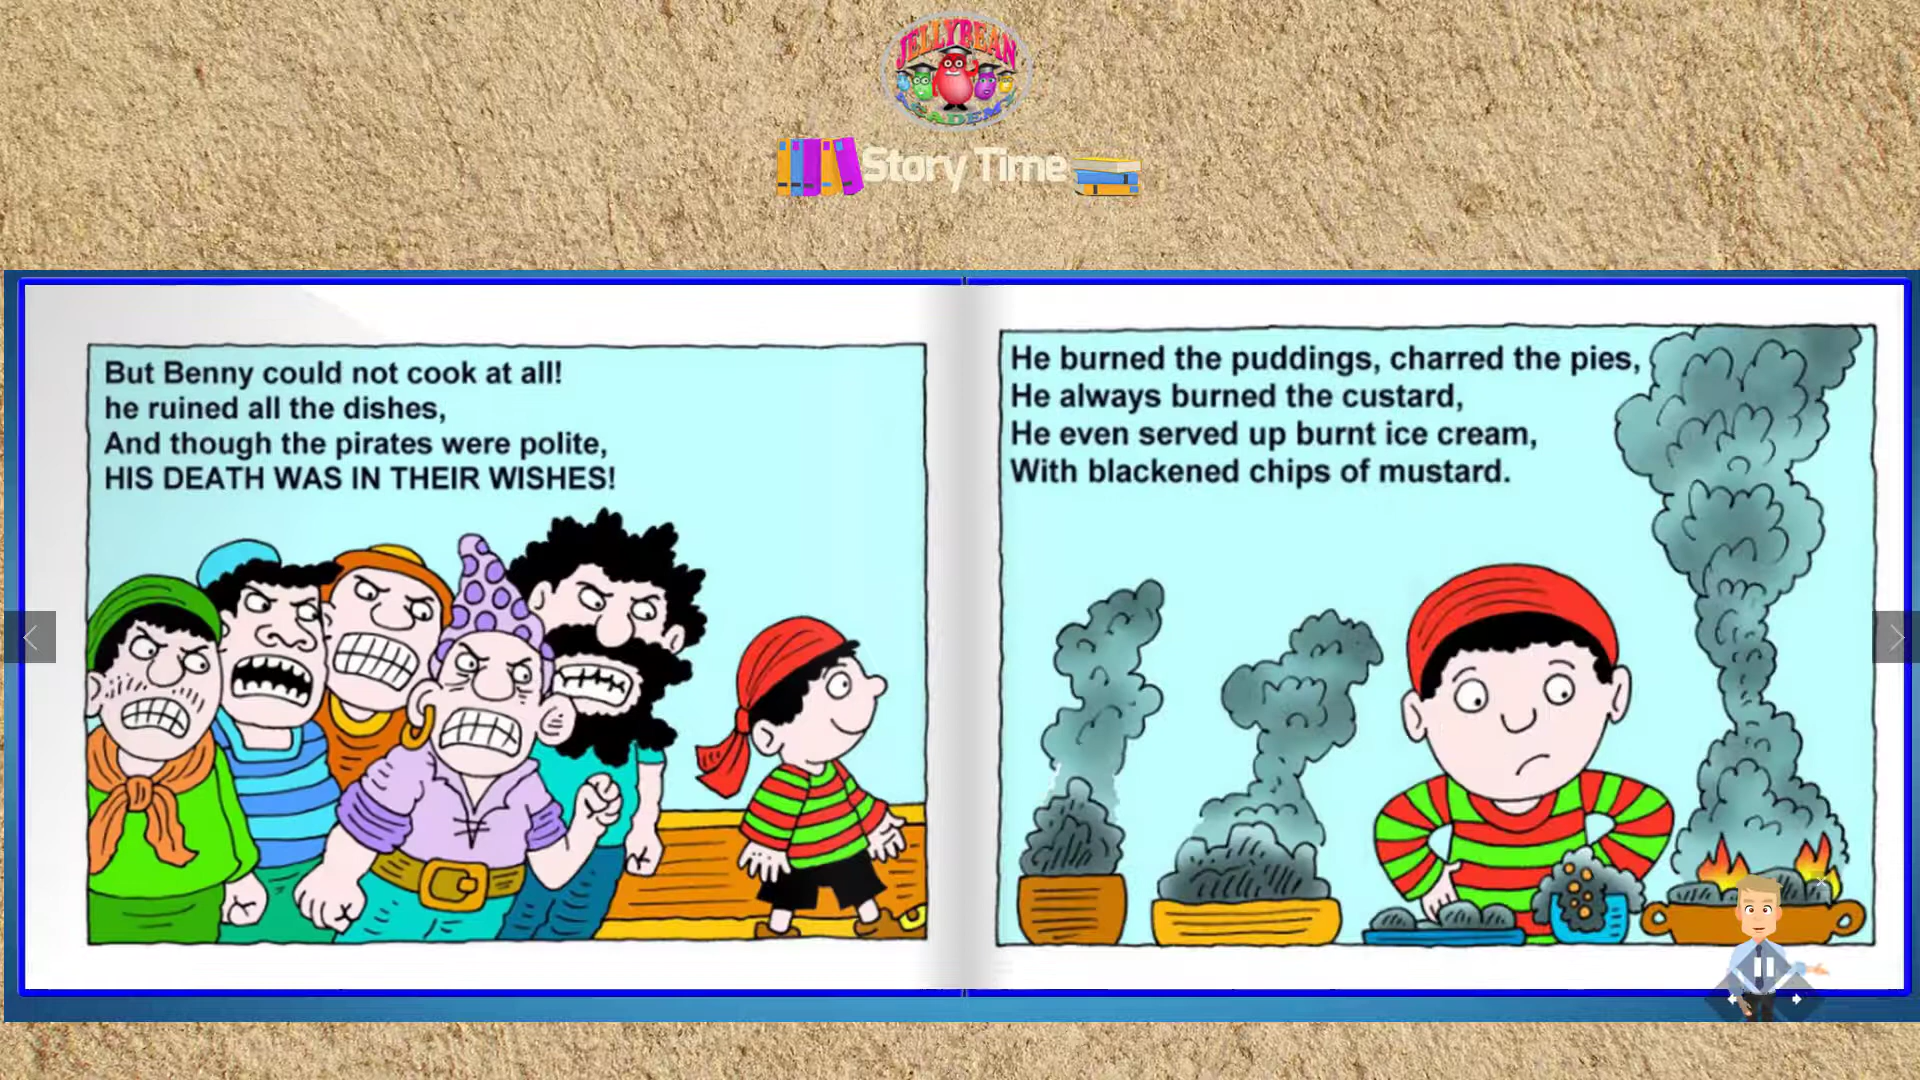 JELLYBEAN
ACADEMY
Story Time
But Benny could not cook at all!
he ruined all the dishes,
And though the pirates were polite,
HIS DEATH WAS IN THEIR WISHES!
He burned the puddings, charred the pies,
He always burned the custard,
He even served up burnt ice cream,
With blackened chips of mustard.